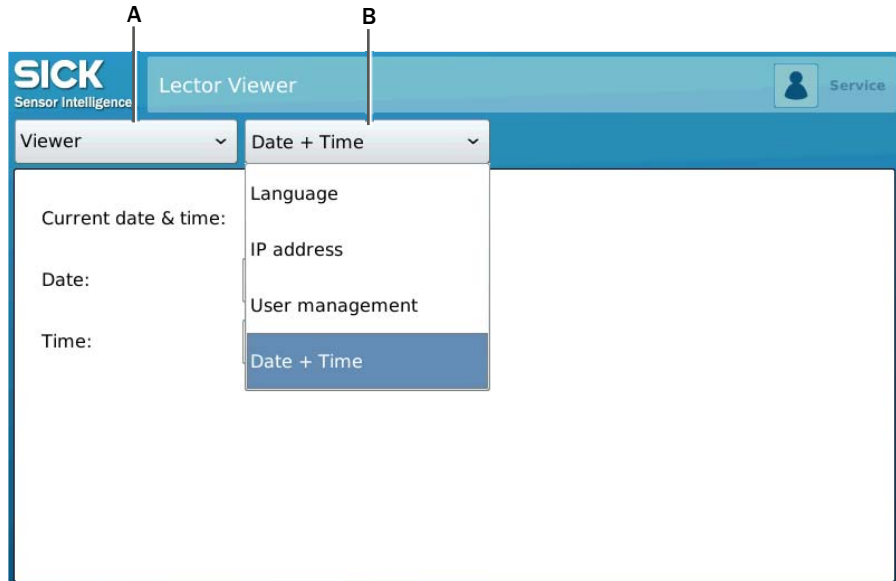 A B
SICK
Sensor Intelligence
Lector Viewer
Service
Viewer
Date + Time
Language
IP address
User management
Date + Time
Current date & time:
Date:
Time: